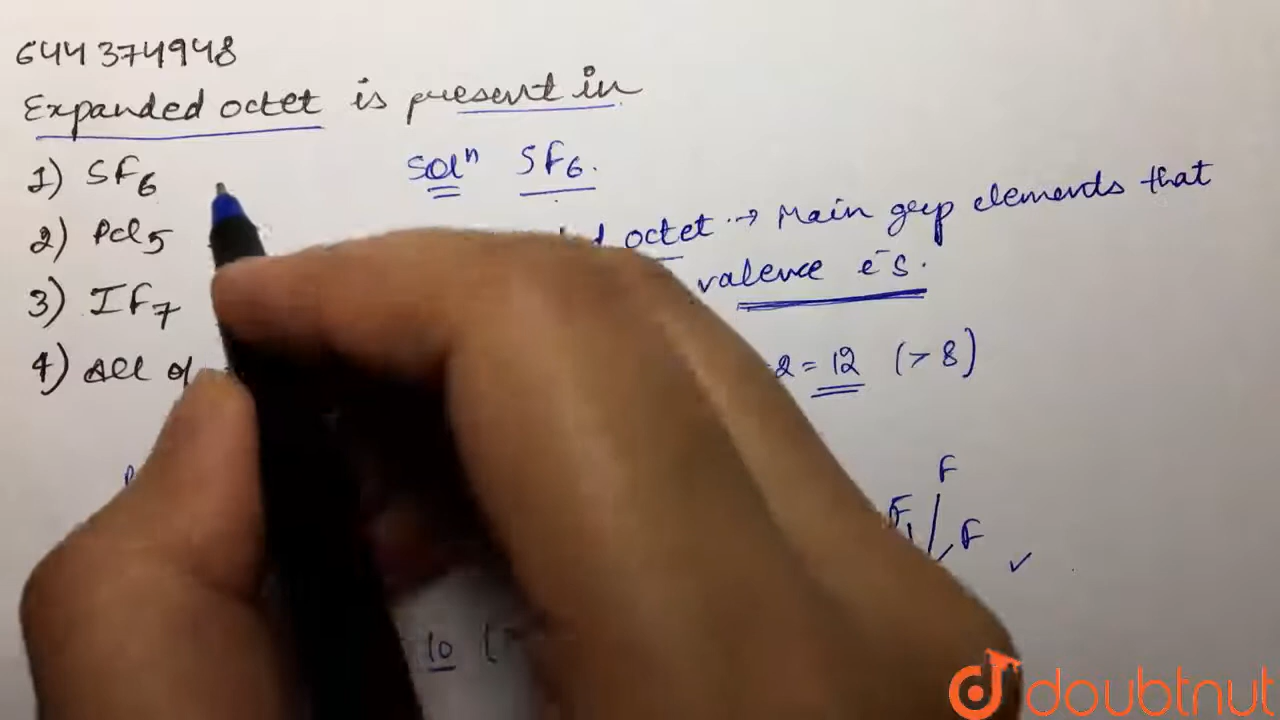 644374948
Expanded octet is present in
1) SF6
2) PCl5
3) IF7
4) All of
Solⁿ SF6.
octet → Main grp elements that
valence e⁻s.
2 = 12 (> 8)
F
F
F
10 (
doubtnut